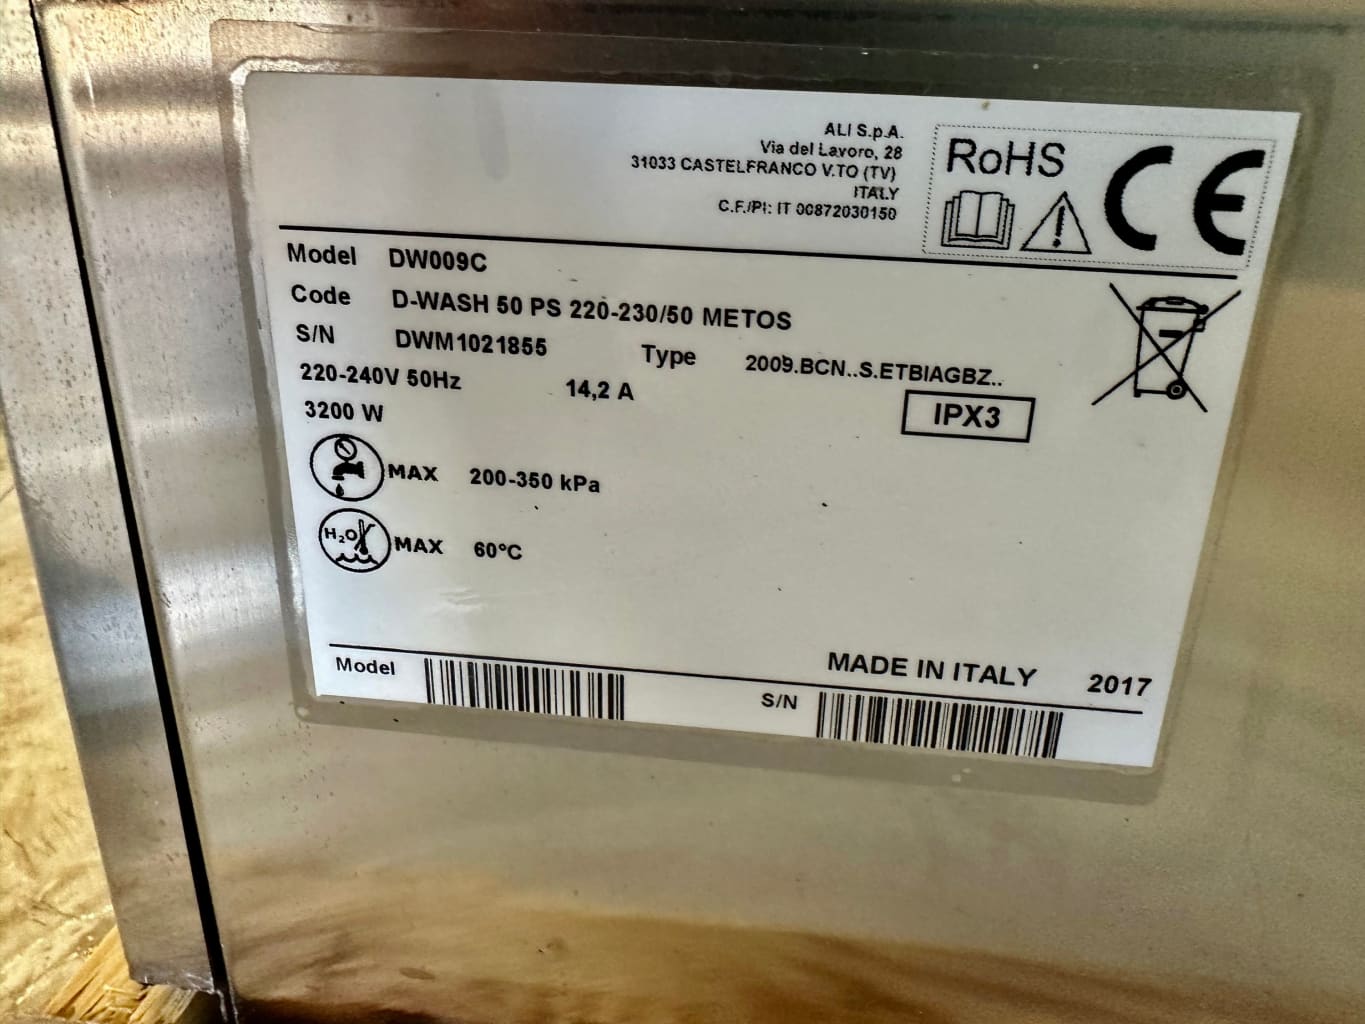 ALI S.p.A.
Via del Lavoro, 28
31033 CASTELFRANCO V.TO (TV)
ITALY
C.F./PI: IT 00872030150
RoHS CE
Model DW009C
Code D-WASH 50 PS 220-230/50 METOS
S/N DWM1021855 Type 2009.BCN..S.ETBIAGBZ..
220-240V 50Hz 14,2 A
3200 W IPX3
MAX 200-350 kPa
H₂O MAX 60°C
MADE IN ITALY 2017
Model S/N